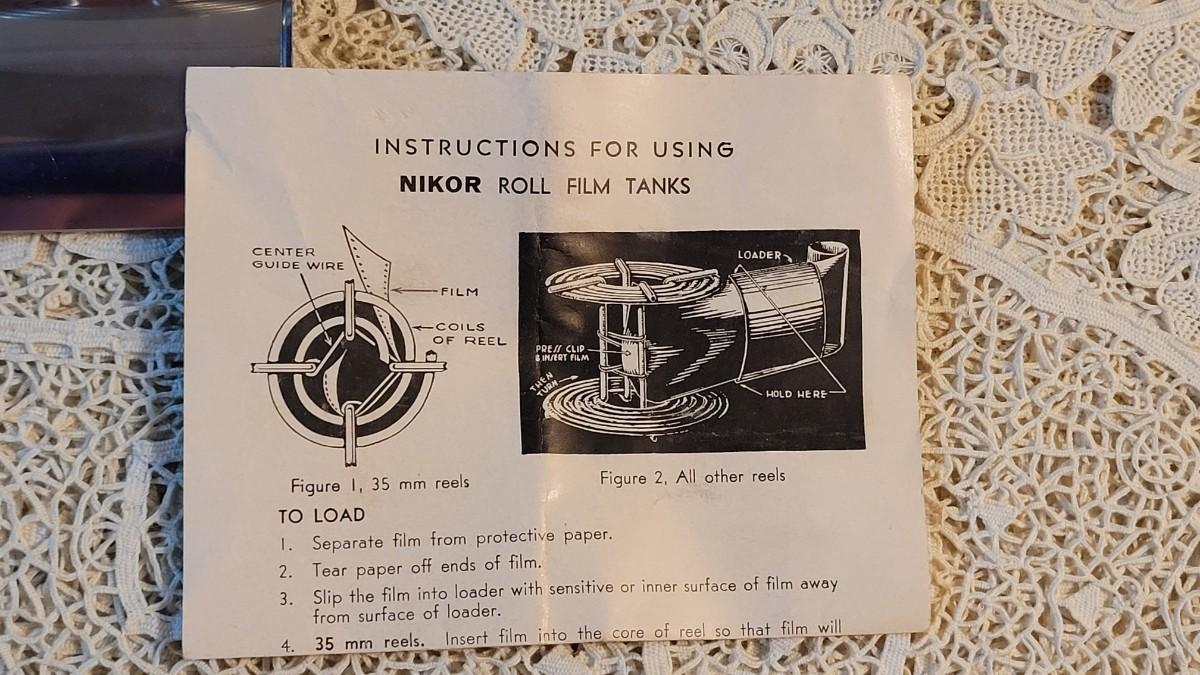 INSTRUCTIONS FOR USING
NIKOR ROLL FILM TANKS
CENTER
GUIDE WIRE
FILM
COILS
OF REEL
Figure 1, 35 mm reels
LOADER
PRESS CLIP
& INSERT FILM
THEN
TURN
HOLD HERE
Figure 2, All other reels
TO LOAD
1. Separate film from protective paper.
2. Tear paper off ends of film.
3. Slip the film into loader with sensitive or inner surface of film away
from surface of loader.
4. 35 mm reels. Insert film into the core of reel so that film will